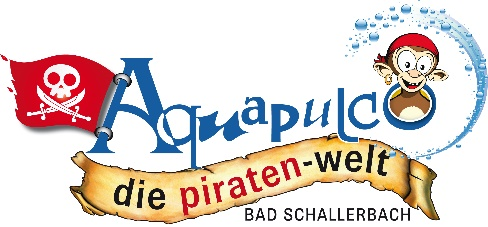 Aquapulco
die piraten-welt
BAD SCHALLERBACH